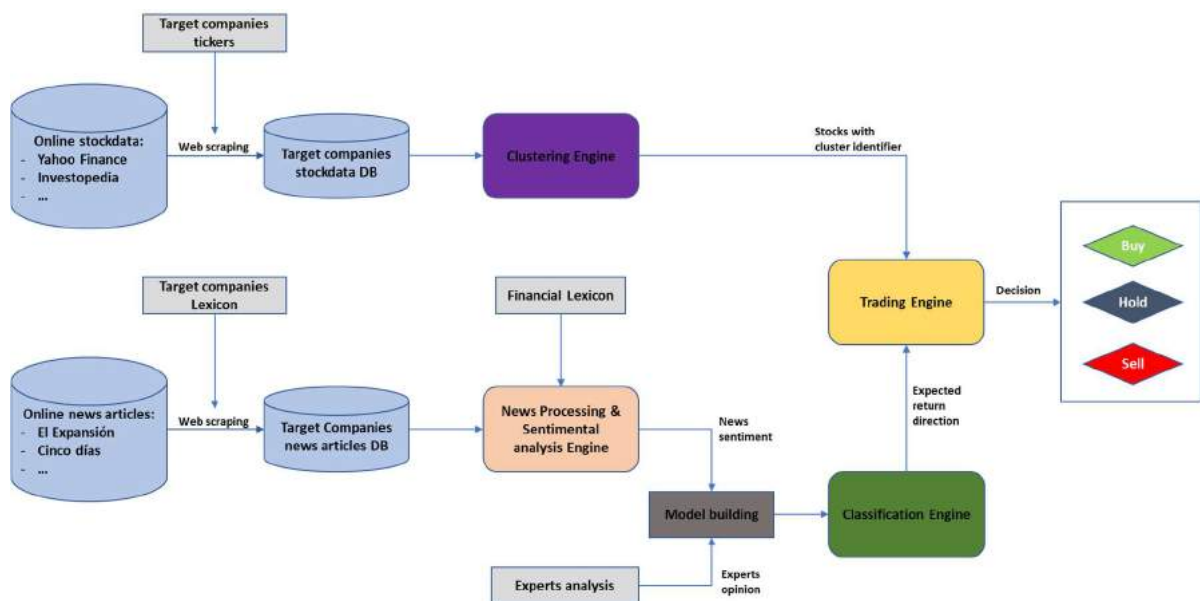 Target companies
tickers
Online stockdata:
- Yahoo Finance
- Investopedia
- ...
Web scraping
Target companies
stockdata DB
Clustering Engine
Stocks with
cluster identifier
Buy
Target companies
Lexicon
Financial Lexicon
Trading Engine
Decision
Hold
Sell
Online news articles:
- El Expansión
- Cinco días
- ...
Web scraping
Target Companies
news articles DB
News Processing &
Sentimental
analysis Engine
News
sentiment
Expected
return
direction
Model building
Classification Engine
Experts analysis
Experts
opinion